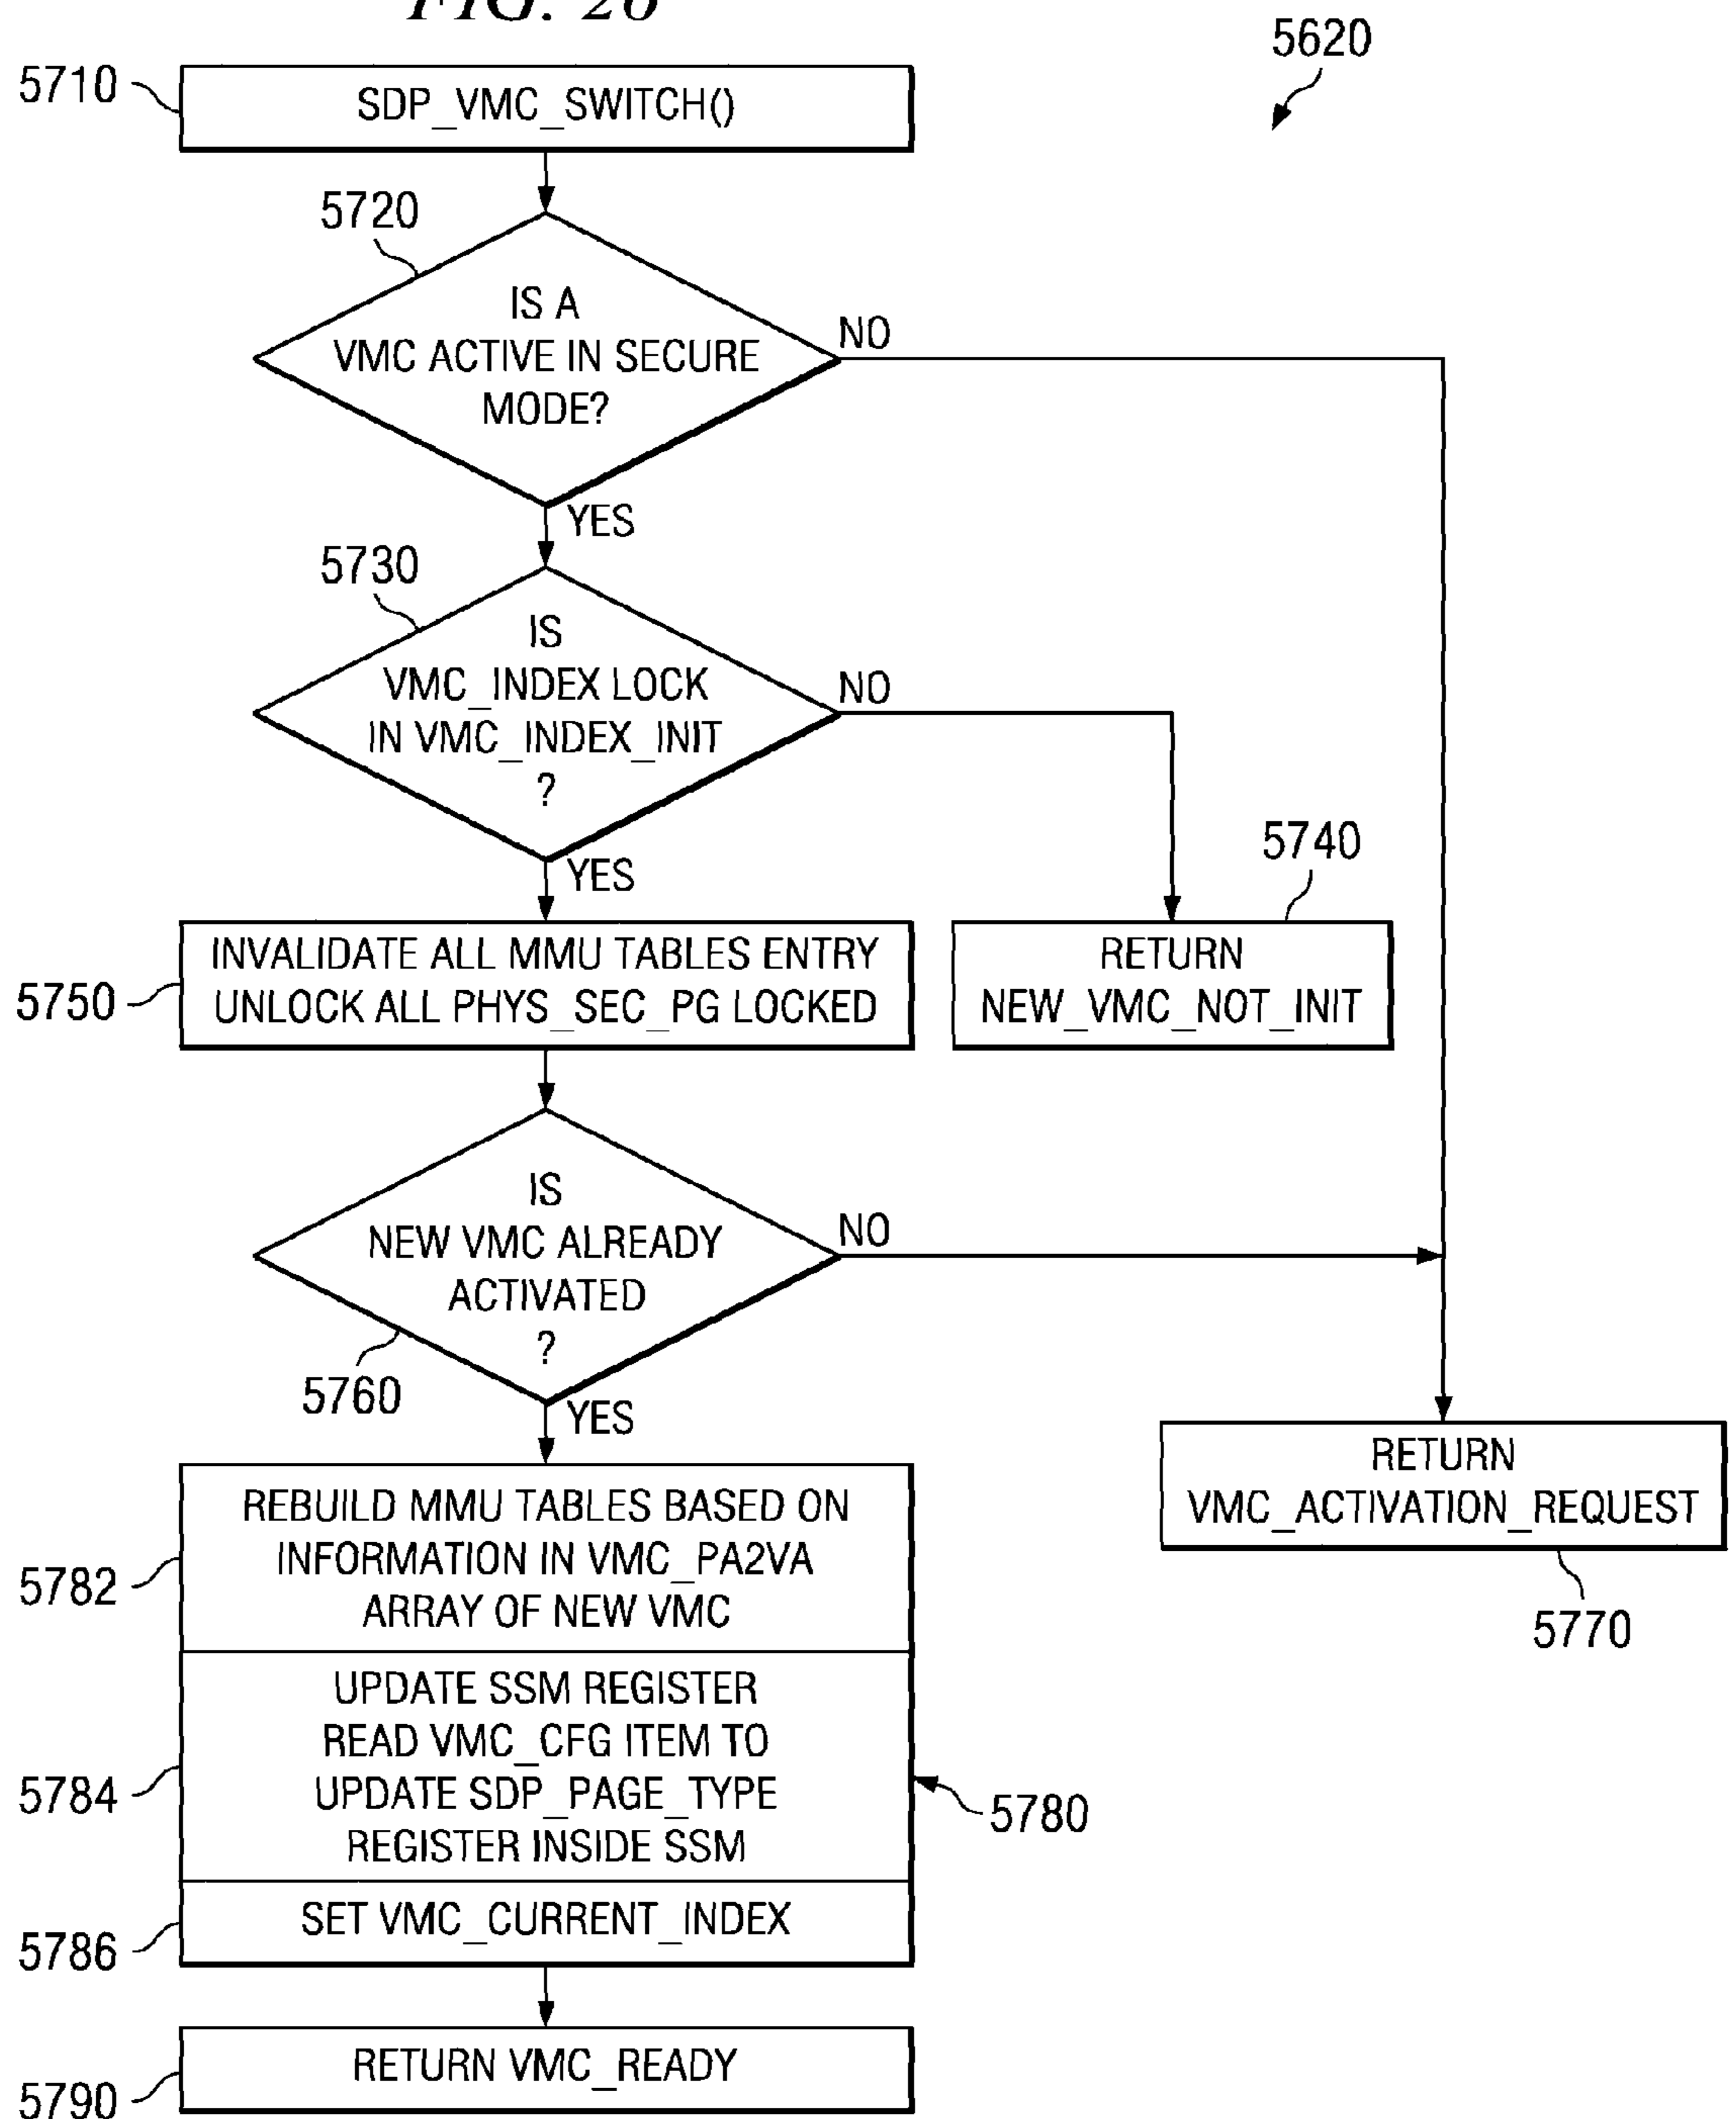 FIG. 26
5620
5710
SDP_VMC_SWITCH()
5720
IS A
VMC ACTIVE IN SECURE
MODE?
NO
YES
5730
IS
VMC_INDEX LOCK
IN VMC_INDEX_INIT
?
NO
YES
5740
RETURN
NEW_VMC_NOT_INIT
5750
INVALIDATE ALL MMU TABLES ENTRY
UNLOCK ALL PHYS_SEC_PG LOCKED
IS
NEW VMC ALREADY
ACTIVATED
?
NO
5760
YES
RETURN
VMC_ACTIVATION_REQUEST
5770
5782
REBUILD MMU TABLES BASED ON
INFORMATION IN VMC_PA2VA
ARRAY OF NEW VMC
5784
UPDATE SSM REGISTER
READ VMC_CFG ITEM TO
UPDATE SDP_PAGE_TYPE
REGISTER INSIDE SSM
5780
5786
SET VMC_CURRENT_INDEX
5790
RETURN VMC_READY